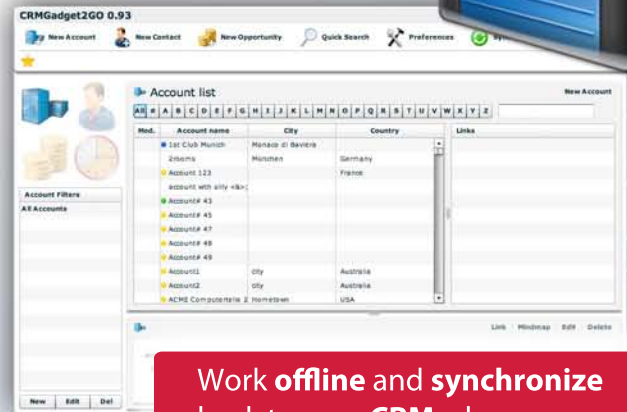 CRMGadget2GO 0.93
New Account New Contact New Opportunity Quick Search Preferences
Account list New Account
All # A B C D E F G H I J K L M N O P Q R S T U V W X Y Z
Mod. Account name City Country Links
1st Club Munich Monaco di Baviera
München Germany
Account 123 France
account with silly <&>;
Account# 43
Account# 45
Account# 47
Account# 48
Account# 49
Account1 city Australia
Account2 city Australia
ACME Hometown USA
Account Filters
All Accounts
Link Mindmap Edit Delete
New Edit Del
Work offline and synchronize